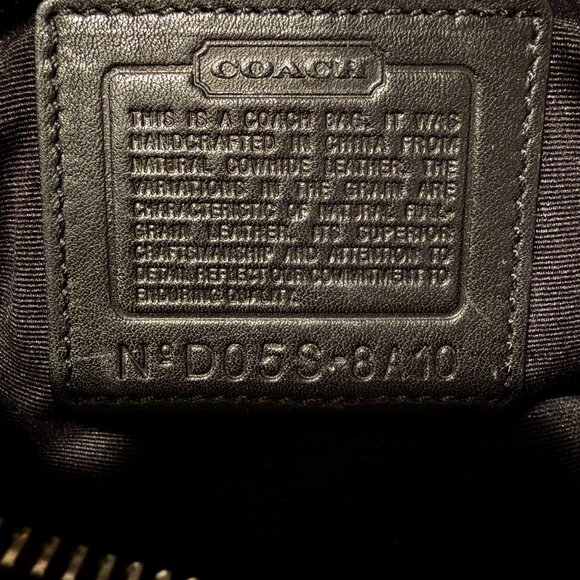 COACH
THIS IS A COACH BAG. IT WAS
HANDCRAFTED IN CHINA FROM
NATURAL COWHIDE LEATHER. THE
VARIATIONS IN THE GRAIN ARE
CHARACTERISTIC OF NATURAL FULL-
GRAIN LEATHER. ITS SUPERIOR
CRAFTSMANSHIP AND ATTENTION TO
DETAIL REFLECT OUR COMMITMENT TO
ENDURING QUALITY.
Nº D05S-8A10